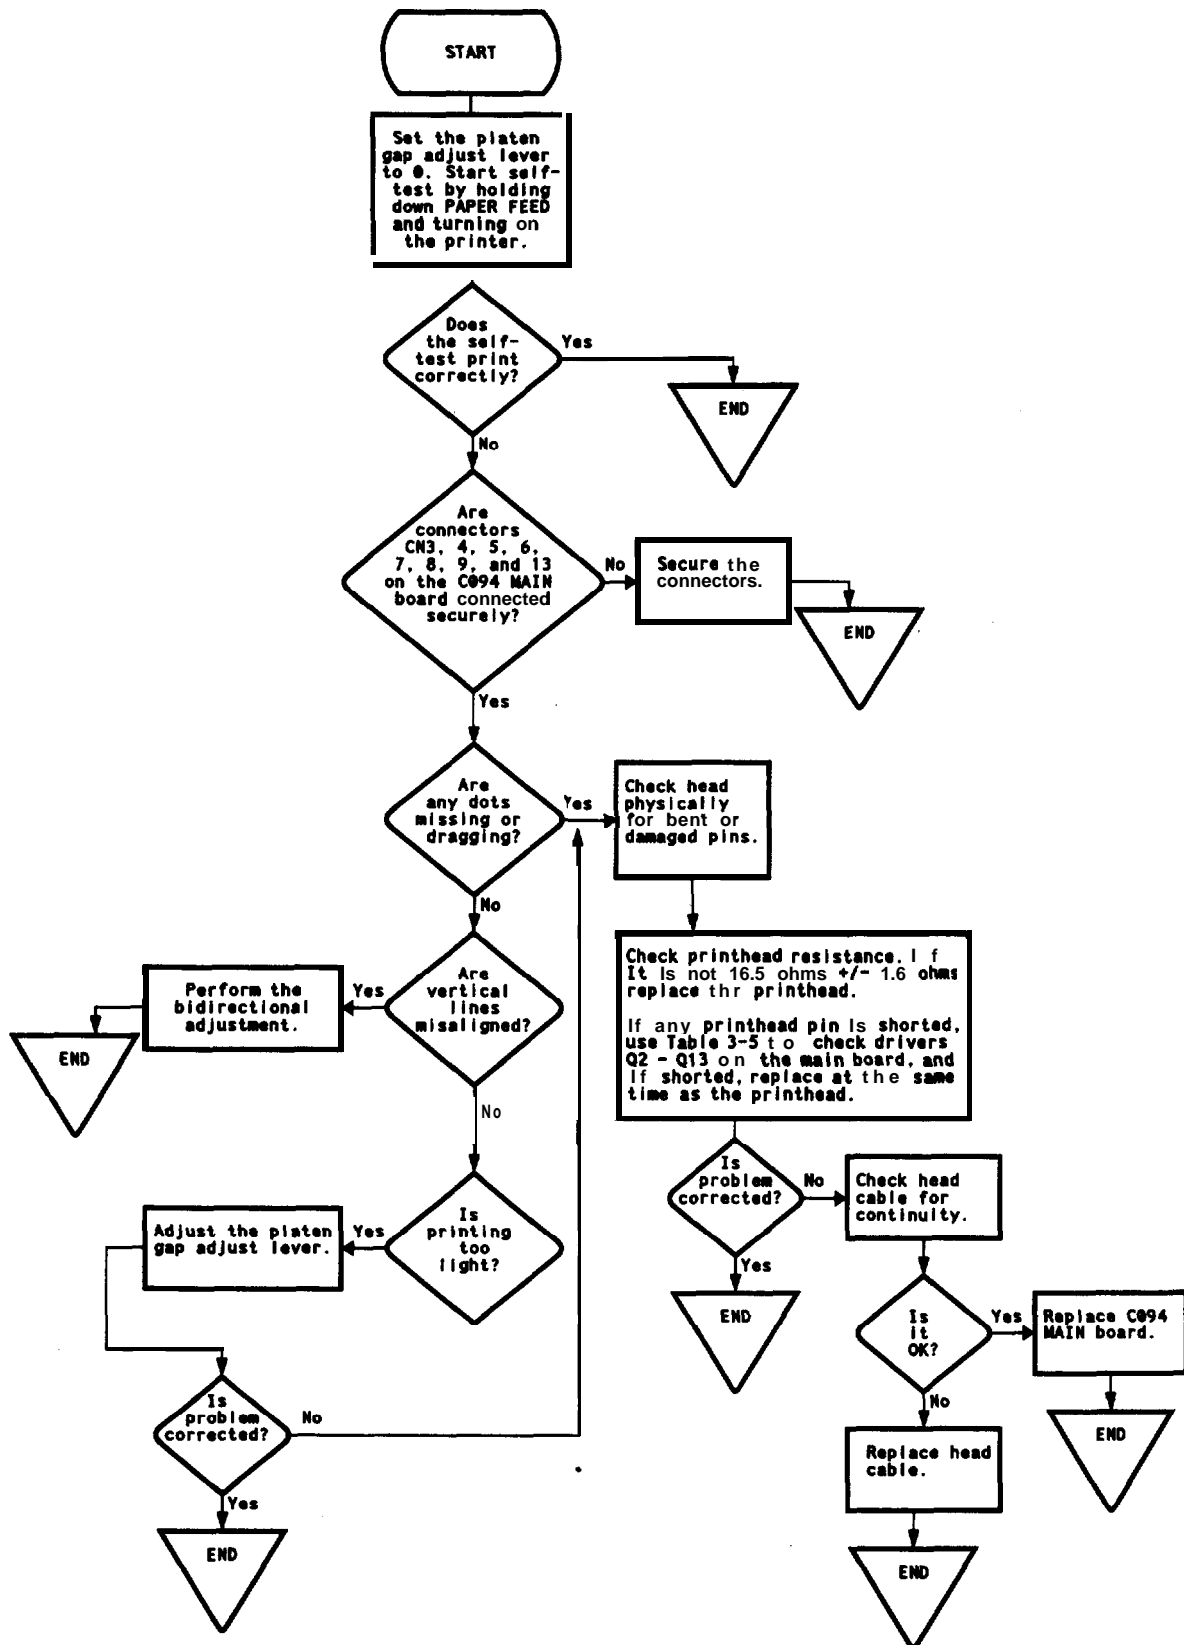 START
Set the platen
gap adjust lever
to 0. Start self-
test by holding
down PAPER FEED
and turning on
the printer.
Does
the self-
test print
correctly?
Yes
END
No
Are
connectors
CN3, 4, 5, 6,
7, 8, 9, and 13
on the C094 MAIN
board connected
securely?
No
Secure the
connectors.
END
Yes
Are
any dots
missing or
dragging?
Yes
Check head
physically
for bent or
damaged pins.
No
Check printhead resistance. I f
It Is not 16.5 ohms +/- 1.6 ohms
replace thr printhead.
If any printhead pin Is shorted,
use Table 3-5 t o check drivers
Q2 - Q13 on the main board, and
If shorted, replace at the same
time as the printhead.
Are
vertical
lines
misaligned?
Yes
Perform the
bidirectional
adjustment.
END
No
Is
problem
corrected?
No
Check head
cable for
continuity.
Yes
END
Is
printing
too
light?
Yes
Adjust the platen
gap adjust lever.
Is
it
OK?
Yes
Replace C094
MAIN board.
END
No
Replace head
cable.
END
Is
problem
corrected?
No
Yes
END